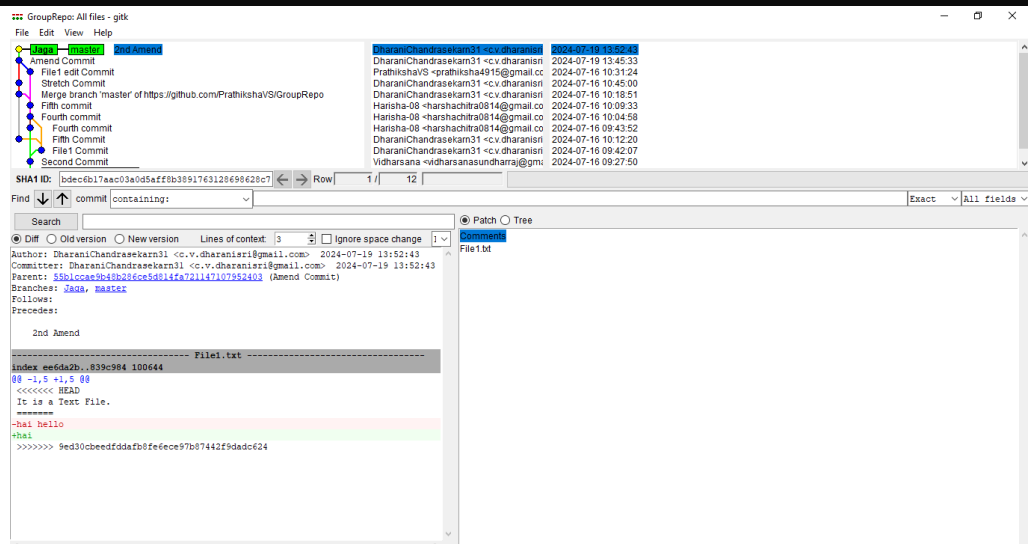 GroupRepo: All files - gitk
File Edit View Help
Jaga master 2nd Amend DharaniChandrasekarn31 <c.v.dharanisri 2024-07-19 13:52:43
Amend Commit DharaniChandrasekarn31 <c.v.dharanisri 2024-07-19 13:45:33
File1 edit Commit PrathikshaVS <prathiksha4915@gmail.cc 2024-07-16 10:31:24
Stretch Commit DharaniChandrasekarn31 <c.v.dharanisri 2024-07-16 10:45:00
Merge branch 'master' of https://github.com/PrathikshaVS/GroupRepo DharaniChandrasekarn31 <c.v.dharanisri 2024-07-16 10:18:51
Fifth commit Harisha-08 <harshachitra0814@gmail.co 2024-07-16 10:09:33
Fourth commit Harisha-08 <harshachitra0814@gmail.co 2024-07-16 10:04:58
Fourth commit Harisha-08 <harshachitra0814@gmail.co 2024-07-16 09:43:52
Fifth Commit DharaniChandrasekarn31 <c.v.dharanisri 2024-07-16 10:12:20
File1 Commit DharaniChandrasekarn31 <c.v.dharanisri 2024-07-16 09:42:07
Second Commit Vidharsana <vidharsanasundharraj@gma 2024-07-16 09:27:50
SHA1 ID: bdec6b17aac03a0d5aff8b3891763128698628c7 Row 1 / 12
Find commit containing: Exact All fields
Search Patch Tree
Diff Old version New version Lines of context: 3 Ignore space change
Comments
File1.txt
Author: DharaniChandrasekarn31 <c.v.dharanisri@gmail.com> 2024-07-19 13:52:43
Committer: DharaniChandrasekarn31 <c.v.dharanisri@gmail.com> 2024-07-19 13:52:43
Parent: 55b1ccae9b48b286ce5d814fa721147107952403 (Amend Commit)
Branches: Jaga, master
Follows:
Precedes:
2nd Amend
---------------------------------- File1.txt ----------------------------------
index ee6da2b..839c984 100644
@@ -1,5 +1,5 @@
<<<<<<< HEAD
It is a Text File.
=======
-hai hello
+hai
>>>>>>> 9ed30cbeedfddafb8fe6ece97b87442f9dadc624